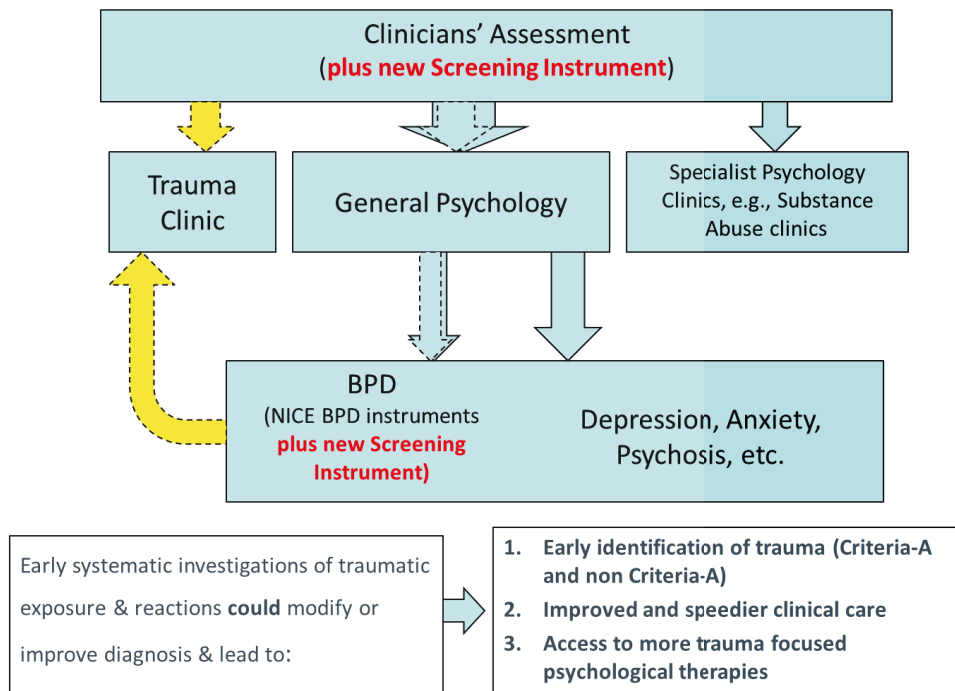 Clinicians’ Assessment
(plus new Screening Instrument)
Trauma
Clinic
General Psychology
Specialist Psychology
Clinics, e.g., Substance
Abuse clinics
BPD
(NICE BPD instruments
plus new Screening
Instrument)
Depression, Anxiety,
Psychosis, etc.
Early systematic investigations of traumatic
exposure & reactions could modify or
improve diagnosis & lead to:
1. Early identification of trauma (Criteria-A
and non Criteria-A)
2. Improved and speedier clinical care
3. Access to more trauma focused
psychological therapies